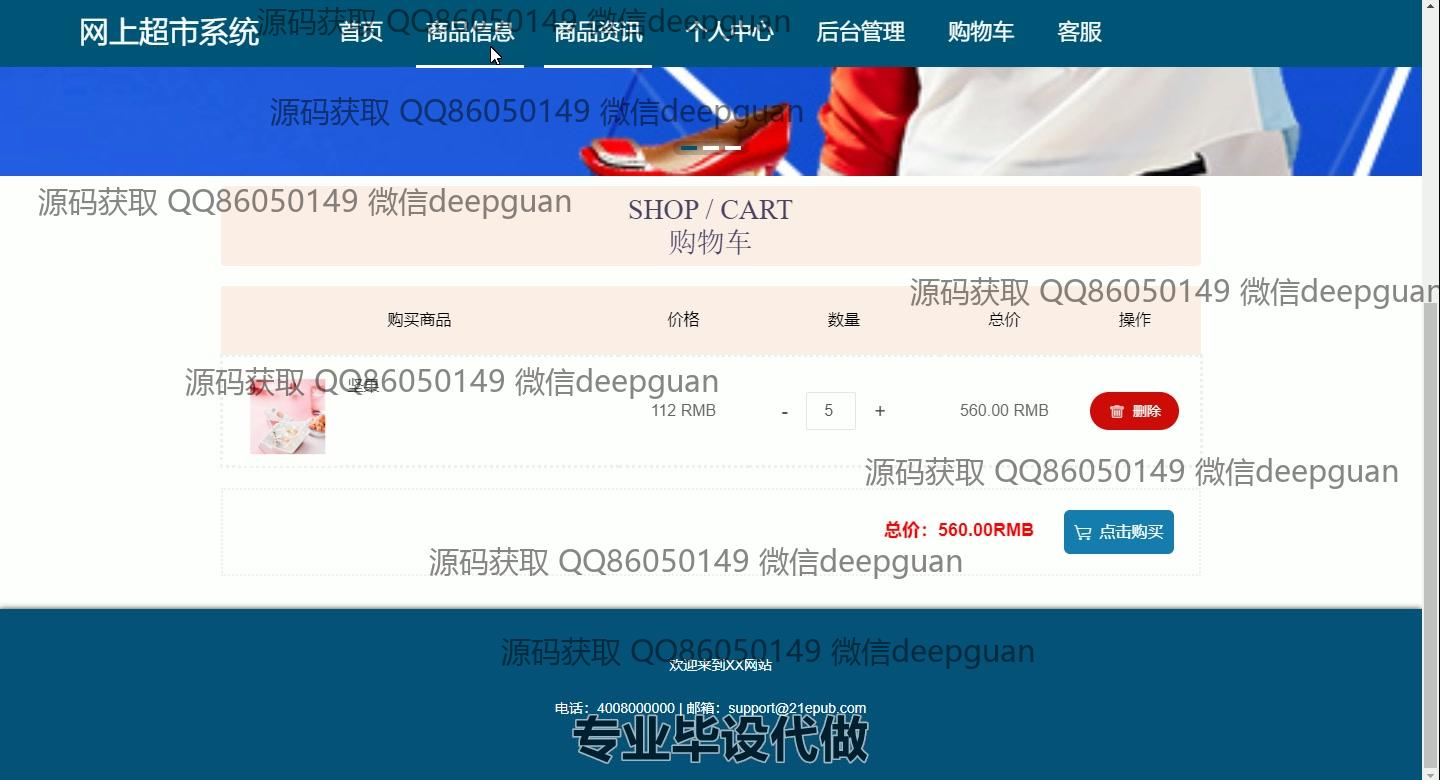 网上超市系统 首页 商品信息 商品资讯 个人中心 后台管理 购物车 客服
源码获取 QQ86050149 微信deepguan
源码获取 QQ86050149 微信deepguan
源码获取 QQ86050149 微信deepguan
SHOP / CART
购物车
源码获取 QQ86050149 微信deepguan
购买商品 价格 数量 总价 操作
源码获取 QQ86050149 微信deepguan
坚果
112 RMB - 5 + 560.00 RMB 删除
源码获取 QQ86050149 微信deepguan
总价：560.00RMB 点击购买
源码获取 QQ86050149 微信deepguan
源码获取 QQ86050149 微信deepguan
欢迎来到XX网站
电话：4008000000 | 邮箱：support@21epub.com
专业毕设代做